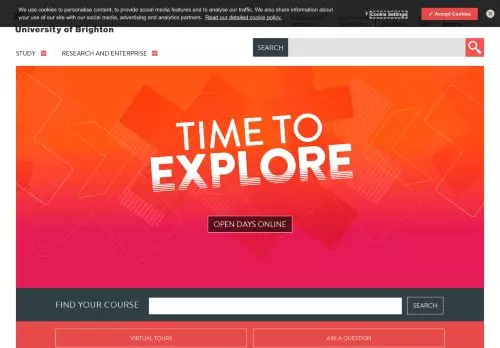 We use cookies to personalise content, to provide social media features and to analyse our traffic. We also share information
about your use of our site with our social media, advertising and analytics partners. Read our detailed cookie policy.
Cookie Settings
Accept Cookies
University of Brighton
STUDY
RESEARCH AND ENTERPRISE
SEARCH
TIME TO
EXPLORE
OPEN DAYS ONLINE
FIND YOUR COURSE
SEARCH
VIRTUAL TOURS
ASK A QUESTION